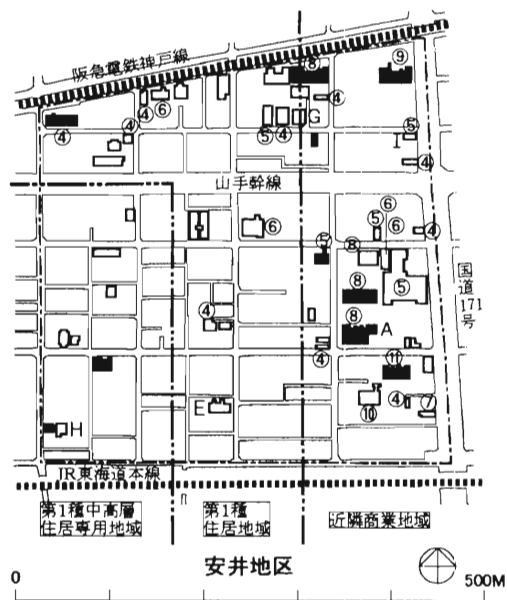 阪急電鉄神戸線
⑧
⑨
④
⑥
④
④
④
⑤
④
G
⑤
I
④
山手幹線
⑥
⑥
⑤
⑥
④
⑤
⑧
⑤
⑧
国道171号
④
⑧
A
④
⑪
E
⑩
④
⑦
H
JR東海道本線
第1種中高層
住居専用地域
第1種
住居地域
近隣商業地域
安井地区
0
500M